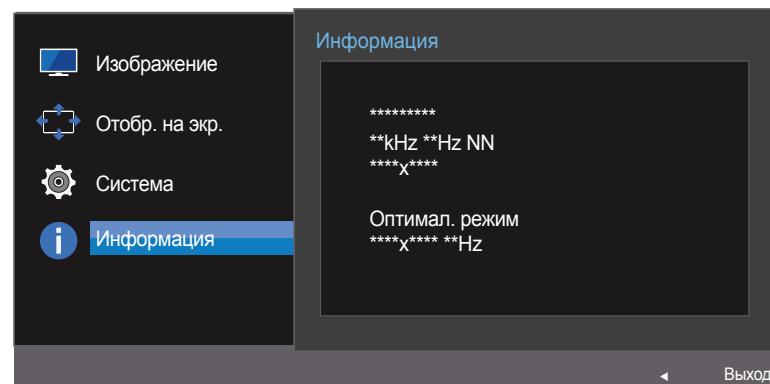 Изображение
Отобр. на экр.
Система
Информация
Информация
*********
**kHz **Hz NN
****x****
Оптимал. режим
****x**** **Hz
Выход